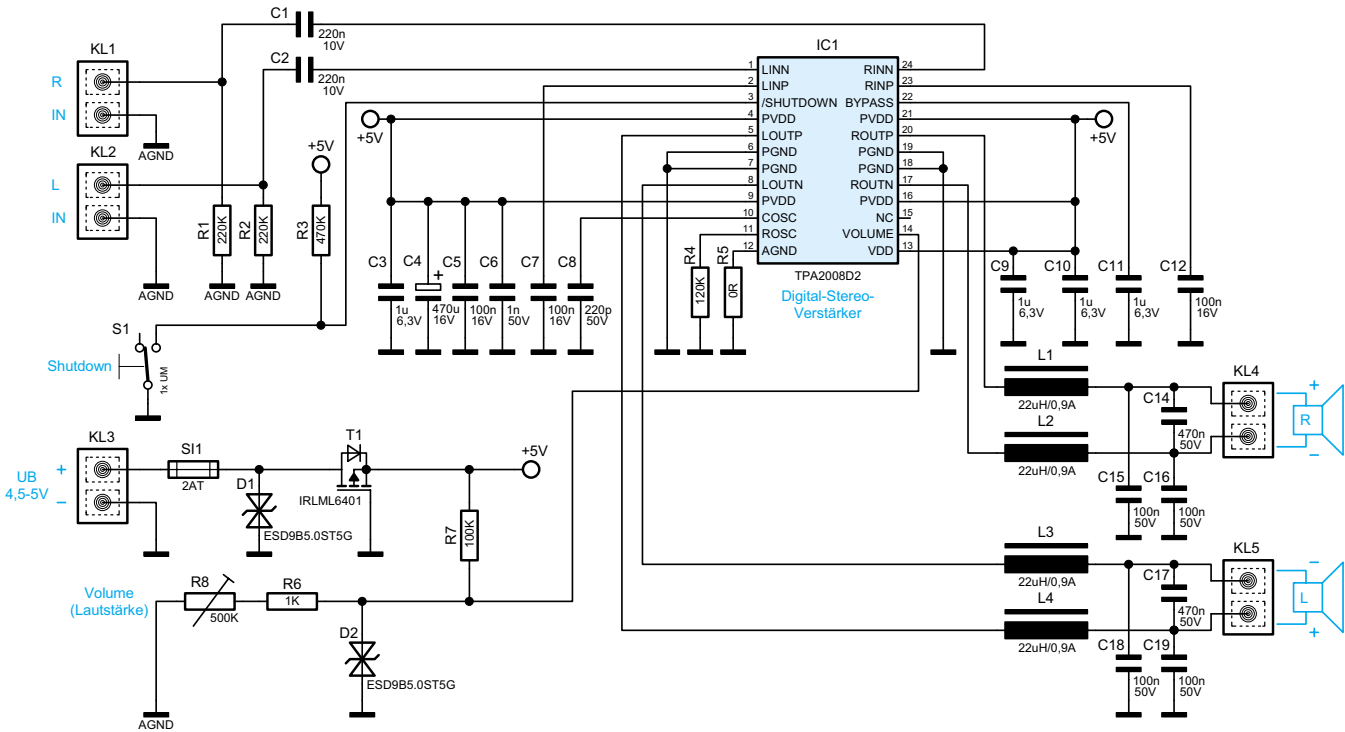 C1
220n
10V
C2
220n
10V
KL1
R
IN
AGND
KL2
L
IN
AGND
+5V
R1
220K
R2
220K
R3
470K
AGND
AGND
S1
Shutdown
1x UM
+5V
IC1
1 LINN RINN 24
2 LINP RINP 23
3 /SHUTDOWN BYPASS 22
4 PVDD PVDD 21
5 LOUTP ROUTP 20
6 PGND PGND 19
7 PGND PGND 18
8 LOUTN ROUTN 17
9 PVDD PVDD 16
10 COSC NC 15
11 ROSC VOLUME 14
12 AGND VDD 13
TPA2008D2
Digital-Stereo-
Verstärker
+5V
C3
1u
6,3V
C4
+
470u
16V
C5
100n
16V
C6
1n
50V
C7
100n
16V
C8
220p
50V
R4
120K
R5
0R
C9
1u
6,3V
C10
1u
6,3V
C11
1u
6,3V
C12
100n
16V
L1
22uH/0,9A
L2
22uH/0,9A
C14
470n
50V
C15
100n
50V
C16
100n
50V
KL4
+
R
–
KL3
UB
4,5-5V
+
–
SI1
2AT
D1
ESD9B5.0ST5G
T1
IRLML6401
+5V
R7
100K
L3
22uH/0,9A
L4
22uH/0,9A
C17
470n
50V
C18
100n
50V
C19
100n
50V
KL5
–
L
+
Volume
(Lautstärke)
R8
500K
R6
1K
D2
ESD9B5.0ST5G
AGND